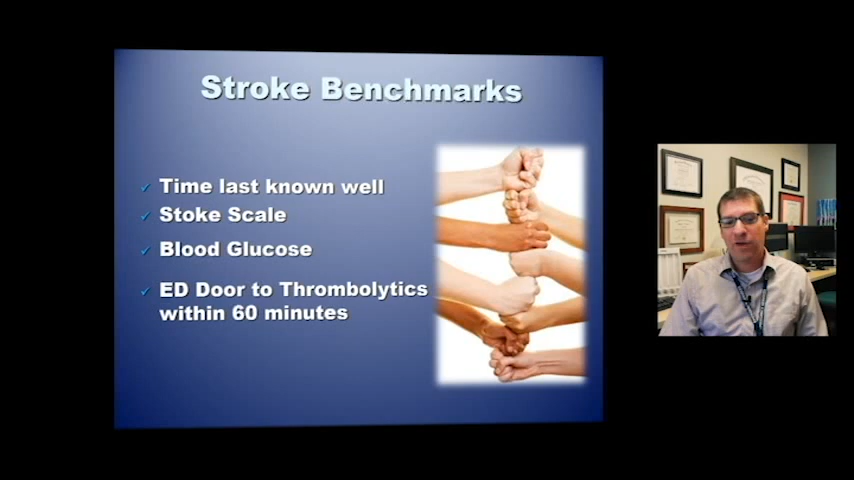 Stroke Benchmarks
Time last known well
Stoke Scale
Blood Glucose
ED Door to Thrombolytics
within 60 minutes